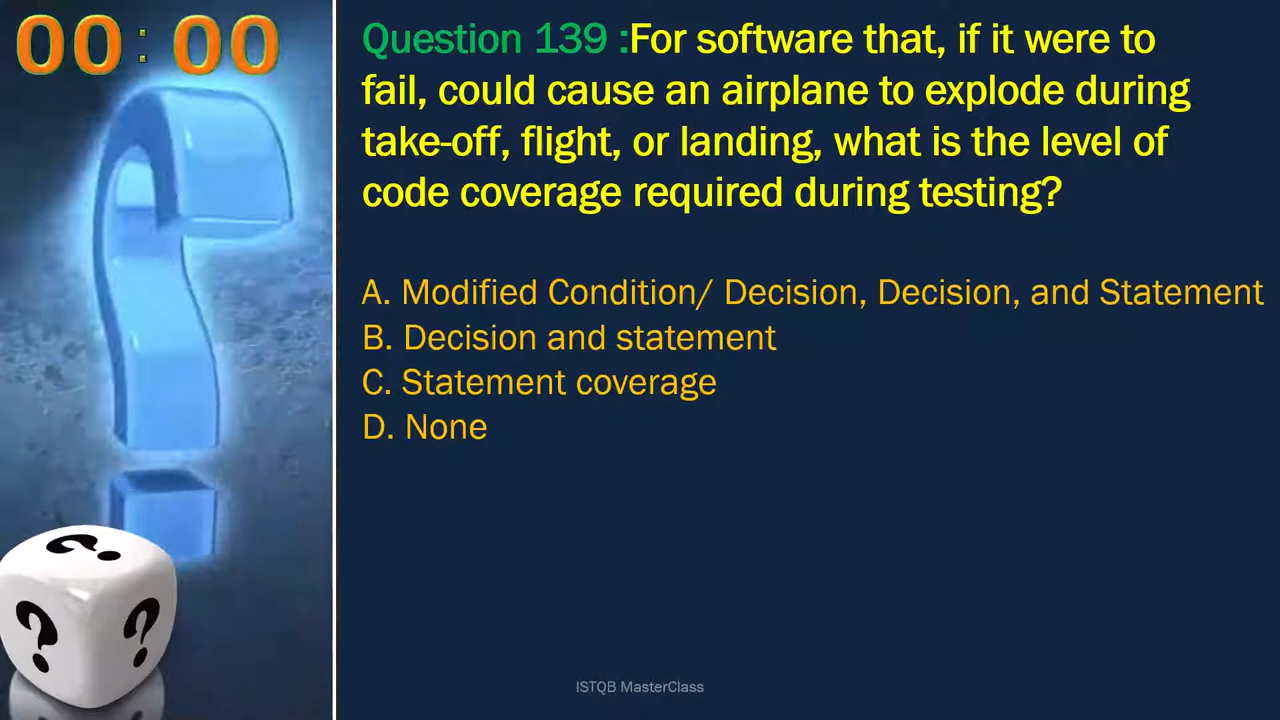 00:00
Question 139 :For software that, if it were to
fail, could cause an airplane to explode during
take-off, flight, or landing, what is the level of
code coverage required during testing?
A. Modified Condition/ Decision, Decision, and Statement
B. Decision and statement
C. Statement coverage
D. None
? ? ?
ISTQB MasterClass